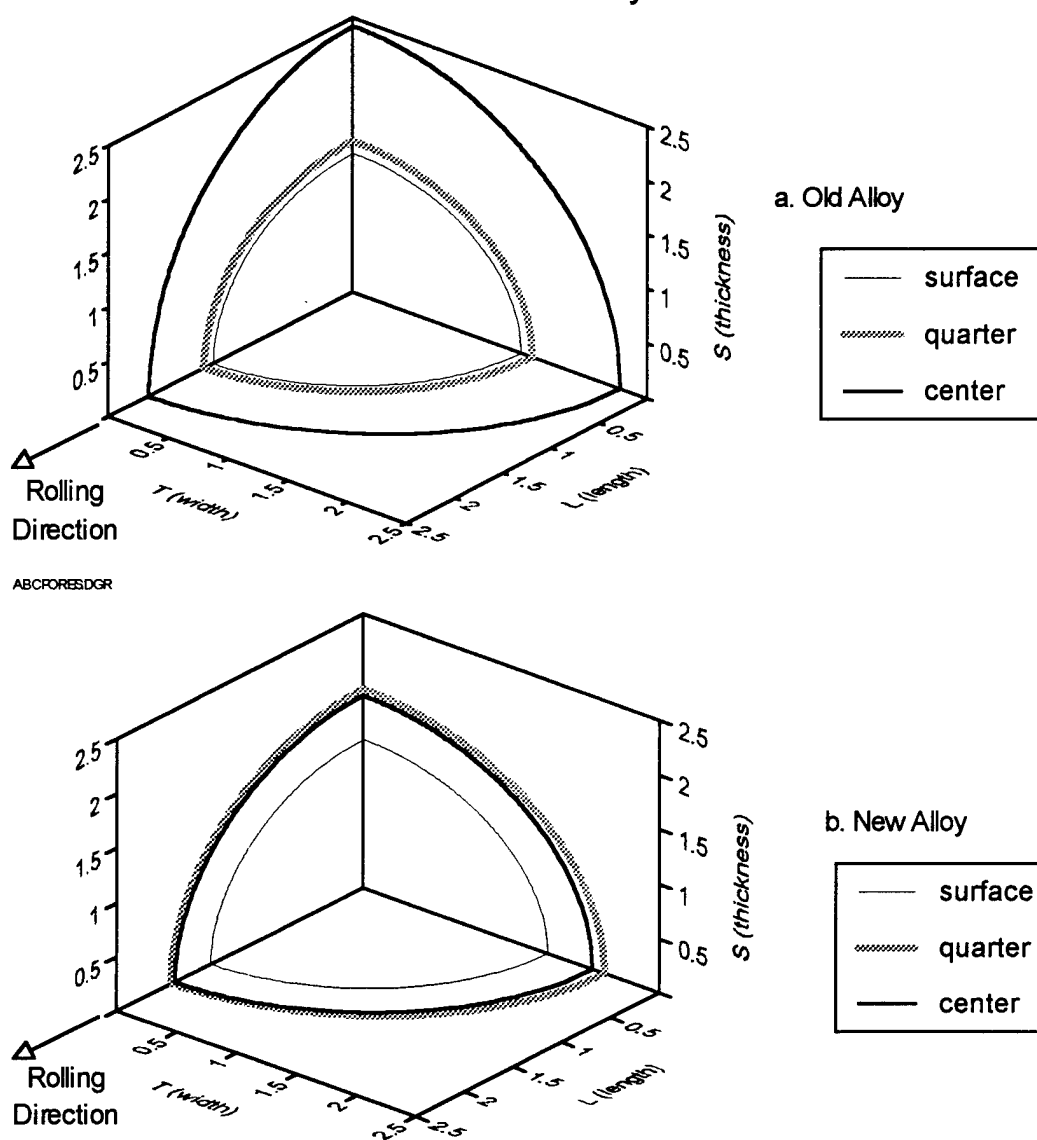 2.5
2
1.5
1
0.5
2.5
2
1.5
1
0.5
S (thickness)
a. Old Alloy
surface
quarter
center
Rolling
Direction
0.5
1
1.5
2
2.5
T (width)
0.5
1
1.5
2
2.5
L (length)
ABCFORES.DGR
2.5
2
1.5
1
0.5
2.5
2
1.5
1
0.5
S (thickness)
b. New Alloy
surface
quarter
center
Rolling
Direction
0.5
1
1.5
2
2.5
T (width)
0.5
1
1.5
2
2.5
L (length)